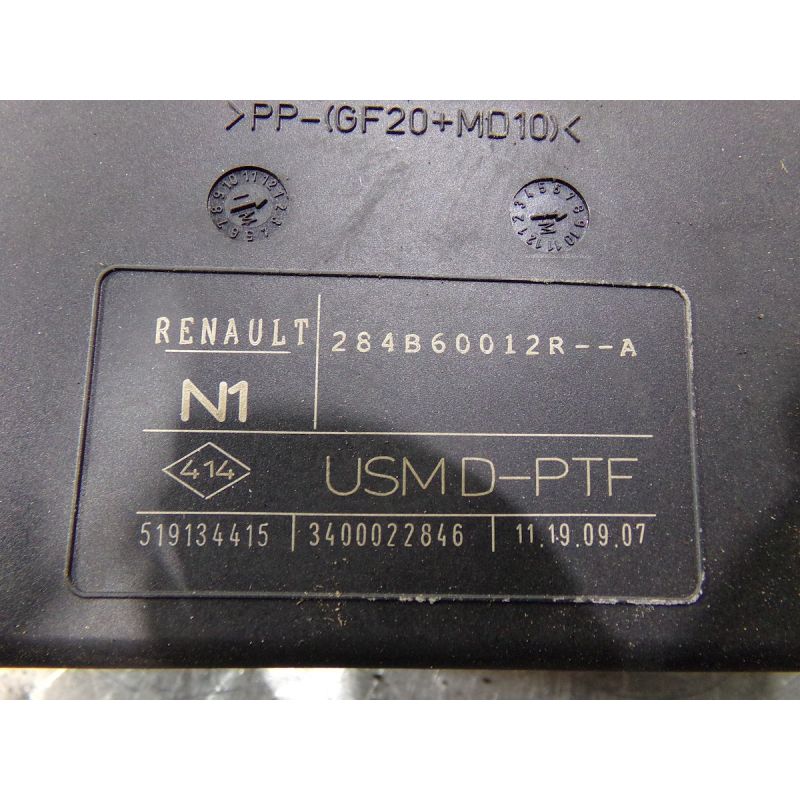 >PP-(GF20+MD10)<
RENAULT
284B60012R--A
N1
414
USM D-PTF
519134415
3400022846
11.19.09.07